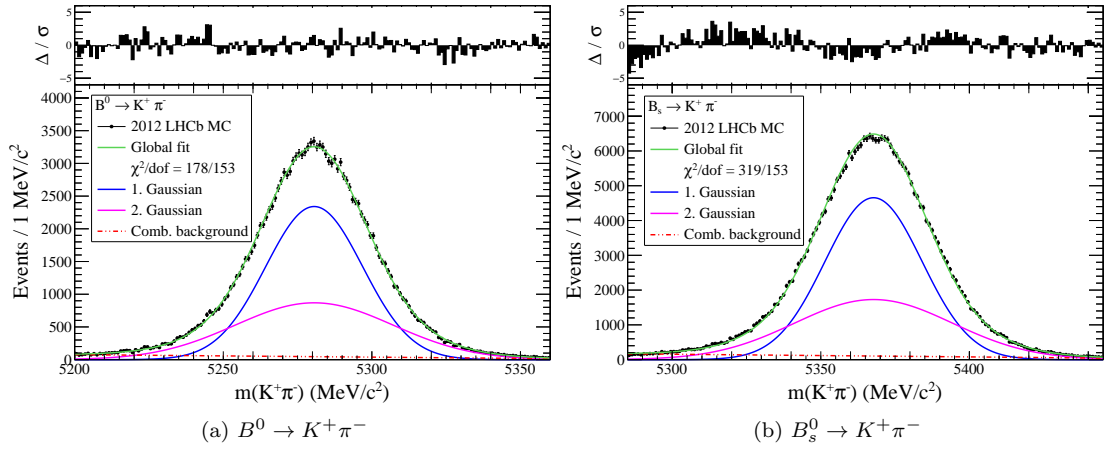 Δ / σ
5
0
−5
Events / 1 MeV/c²
4000
3500
3000
2500
2000
1500
1000
500
0
B⁰ → K⁺ π⁻
2012 LHCb MC
Global fit
χ²/dof = 178/153
1. Gaussian
2. Gaussian
Comb. background
5200
5250
5300
5350
m(K⁺π⁻) (MeV/c²)
(a) B⁰ → K⁺π⁻
Δ / σ
5
0
−5
Events / 1 MeV/c²
8000
7000
6000
5000
4000
3000
2000
1000
0
Bₛ → K⁺ π⁻
2012 LHCb MC
Global fit
χ²/dof = 319/153
1. Gaussian
2. Gaussian
Comb. background
5300
5350
5400
m(K⁺π⁻) (MeV/c²)
(b) B⁰ₛ → K⁺π⁻